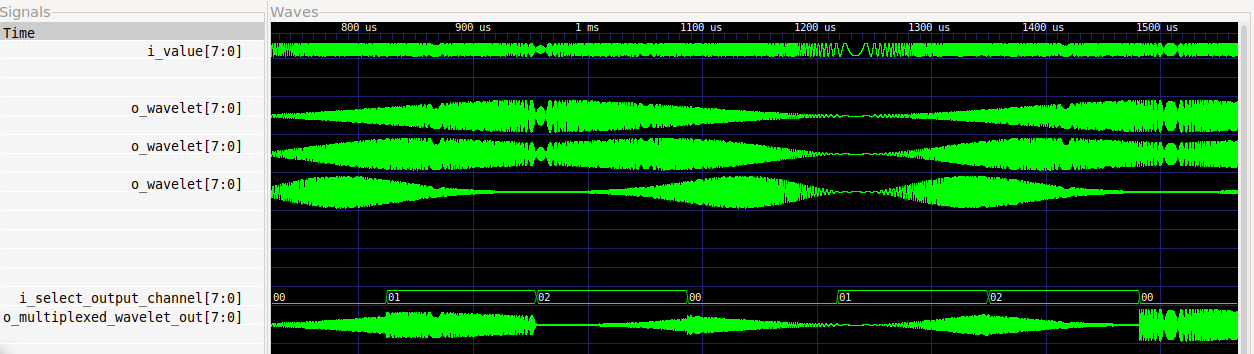 Signals
Waves
Time
800 us 900 us 1 ms 1100 us 1200 us 1300 us 1400 us 1500 us
i_value[7:0]
o_wavelet[7:0]
o_wavelet[7:0]
o_wavelet[7:0]
i_select_output_channel[7:0] 00 01 02 00 01 02 00
o_multiplexed_wavelet_out[7:0]